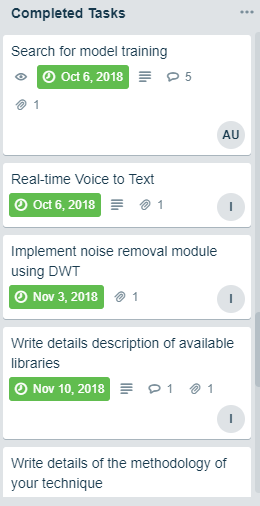 Completed Tasks
Search for model training
Oct 6, 2018 5
1
AU
Real-time Voice to Text
Oct 6, 2018 1
I
Implement noise removal module
using DWT
Nov 3, 2018 1
I
Write details description of available
libraries
Nov 10, 2018 1 1
I
Write details of the methodology of
your technique